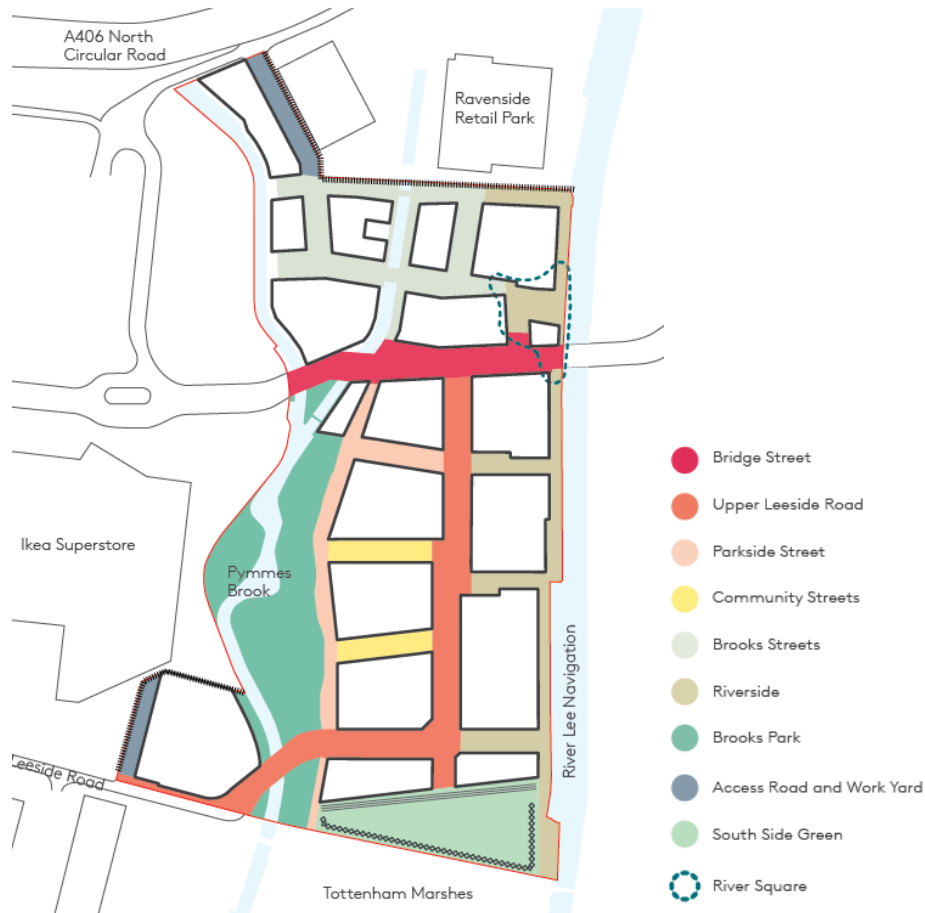 A406 North
Circular Road
Ravenside
Retail Park
Ikea Superstore
Pymmes
Brook
River Lee Navigation
Leeside Road
Tottenham Marshes
Bridge Street
Upper Leeside Road
Parkside Street
Community Streets
Brooks Streets
Riverside
Brooks Park
Access Road and Work Yard
South Side Green
River Square